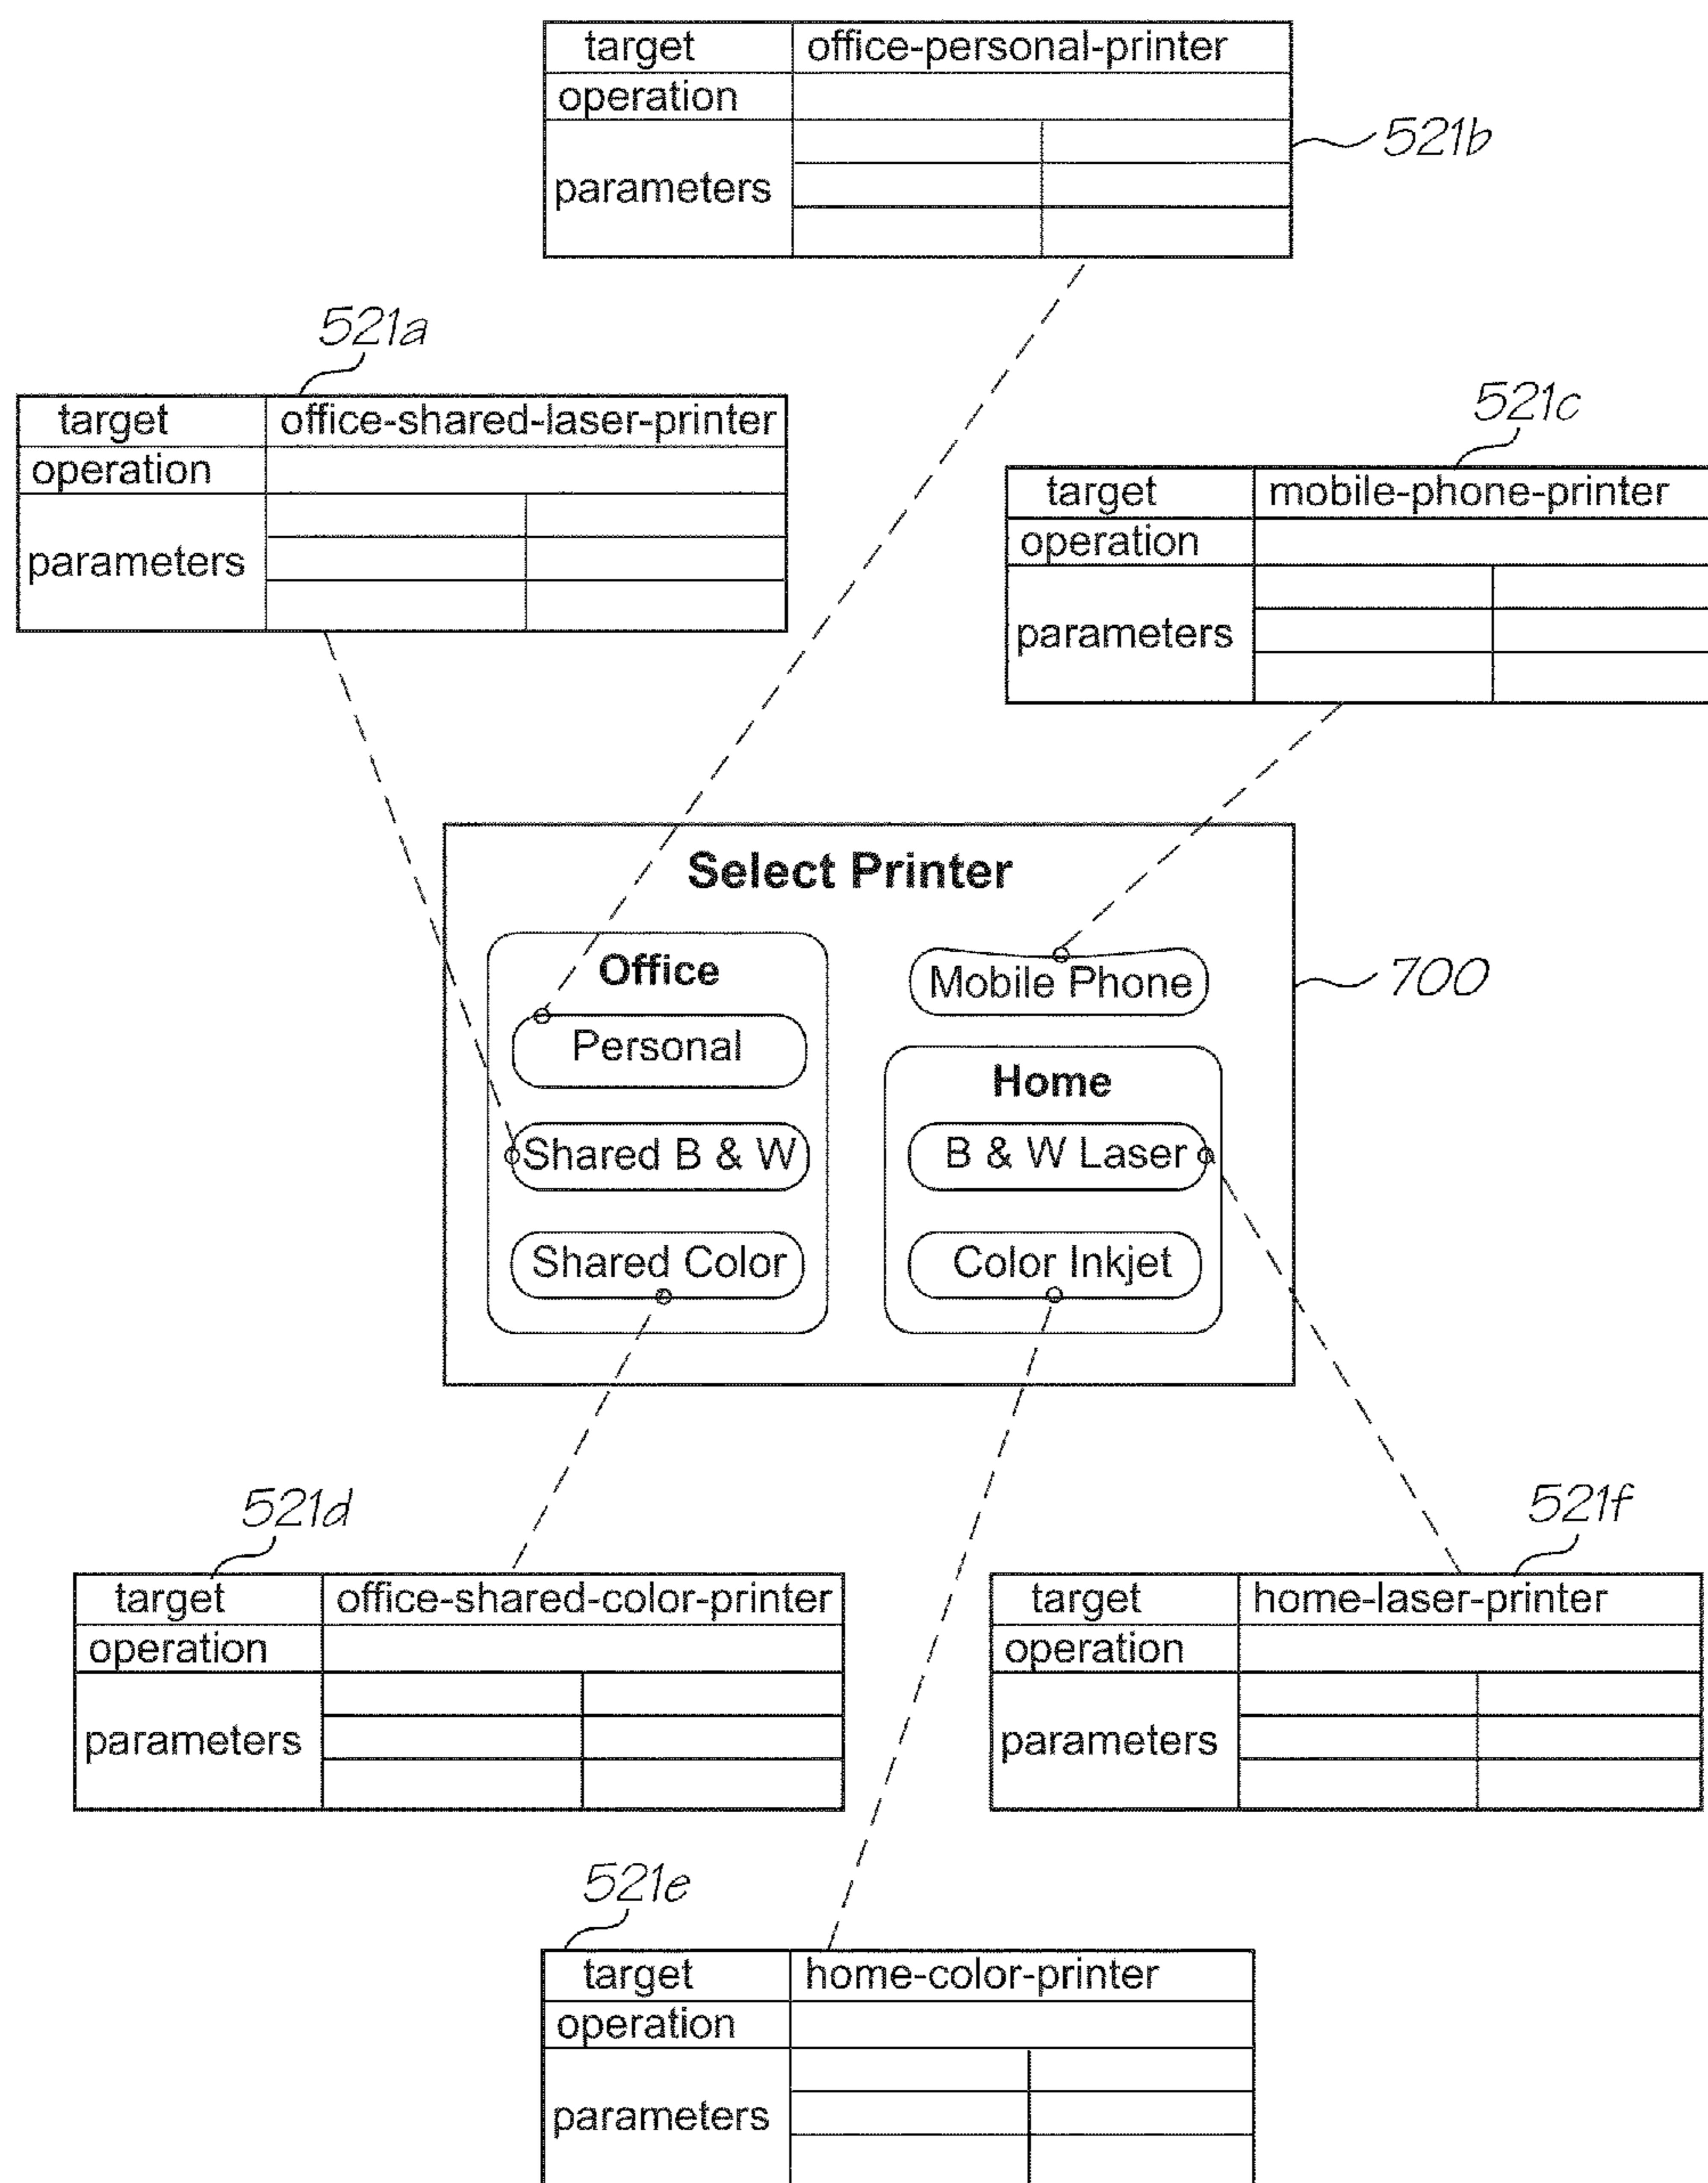 target office-personal-printer
operation
parameters
521b
521a
target office-shared-laser-printer
operation
parameters
521c
target mobile-phone-printer
operation
parameters
Select Printer
Office
Personal
Shared B & W
Shared Color
Mobile Phone
Home
B & W Laser
Color Inkjet
700
521d
target office-shared-color-printer
operation
parameters
521f
target home-laser-printer
operation
parameters
521e
target home-color-printer
operation
parameters